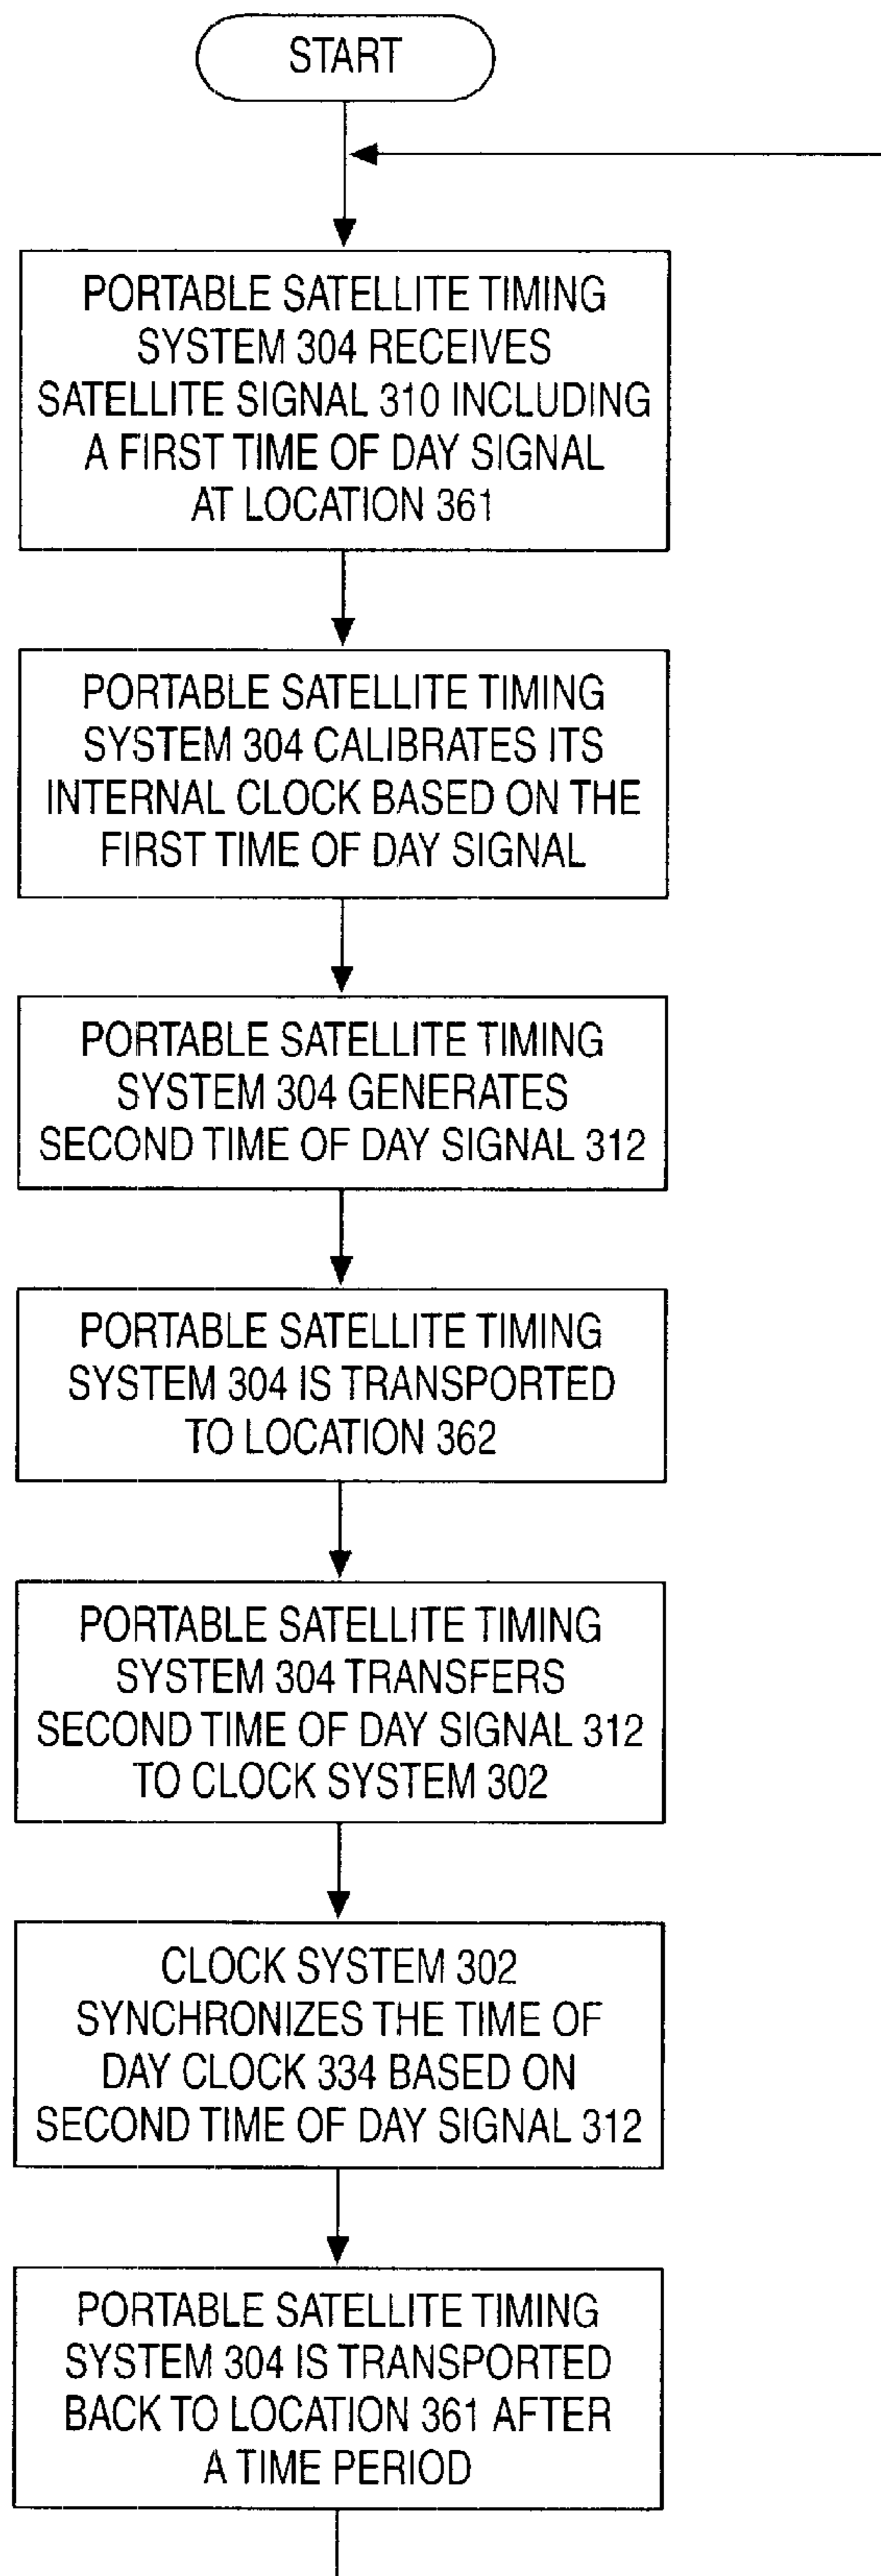 START
PORTABLE SATELLITE TIMING
SYSTEM 304 RECEIVES
SATELLITE SIGNAL 310 INCLUDING
A FIRST TIME OF DAY SIGNAL
AT LOCATION 361
PORTABLE SATELLITE TIMING
SYSTEM 304 CALIBRATES ITS
INTERNAL CLOCK BASED ON THE
FIRST TIME OF DAY SIGNAL
PORTABLE SATELLITE TIMING
SYSTEM 304 GENERATES
SECOND TIME OF DAY SIGNAL 312
PORTABLE SATELLITE TIMING
SYSTEM 304 IS TRANSPORTED
TO LOCATION 362
PORTABLE SATELLITE TIMING
SYSTEM 304 TRANSFERS
SECOND TIME OF DAY SIGNAL 312
TO CLOCK SYSTEM 302
CLOCK SYSTEM 302
SYNCHRONIZES THE TIME OF
DAY CLOCK 334 BASED ON
SECOND TIME OF DAY SIGNAL 312
PORTABLE SATELLITE TIMING
SYSTEM 304 IS TRANSPORTED
BACK TO LOCATION 361 AFTER
A TIME PERIOD